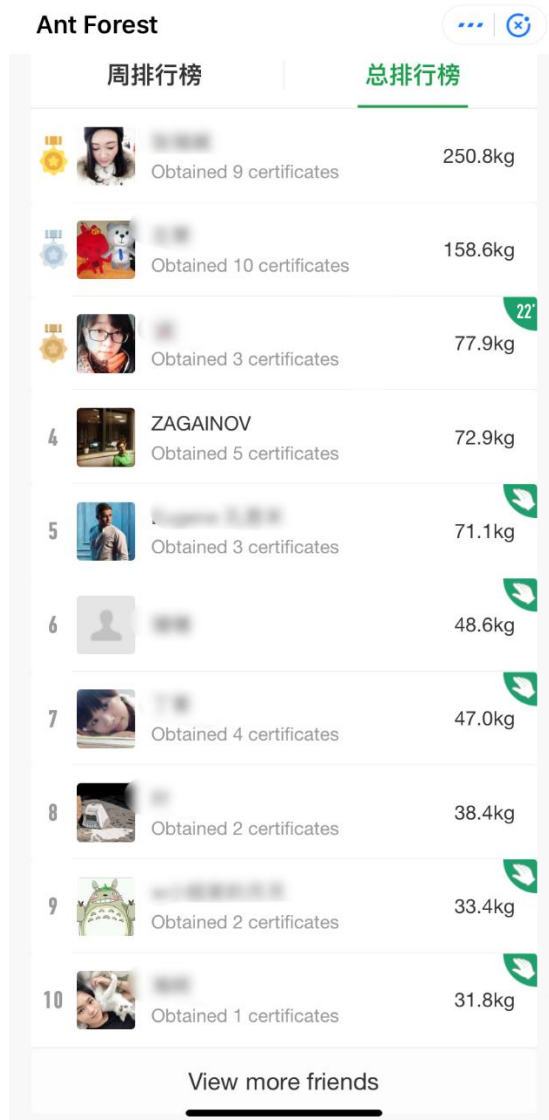 Ant Forest
周排行榜
总排行榜
Obtained 9 certificates
250.8kg
Obtained 10 certificates
158.6kg
22'
Obtained 3 certificates
77.9kg
4
ZAGAINOV
Obtained 5 certificates
72.9kg
5
Obtained 3 certificates
71.1kg
6
48.6kg
7
Obtained 4 certificates
47.0kg
8
Obtained 2 certificates
38.4kg
9
Obtained 2 certificates
33.4kg
10
Obtained 1 certificates
31.8kg
View more friends